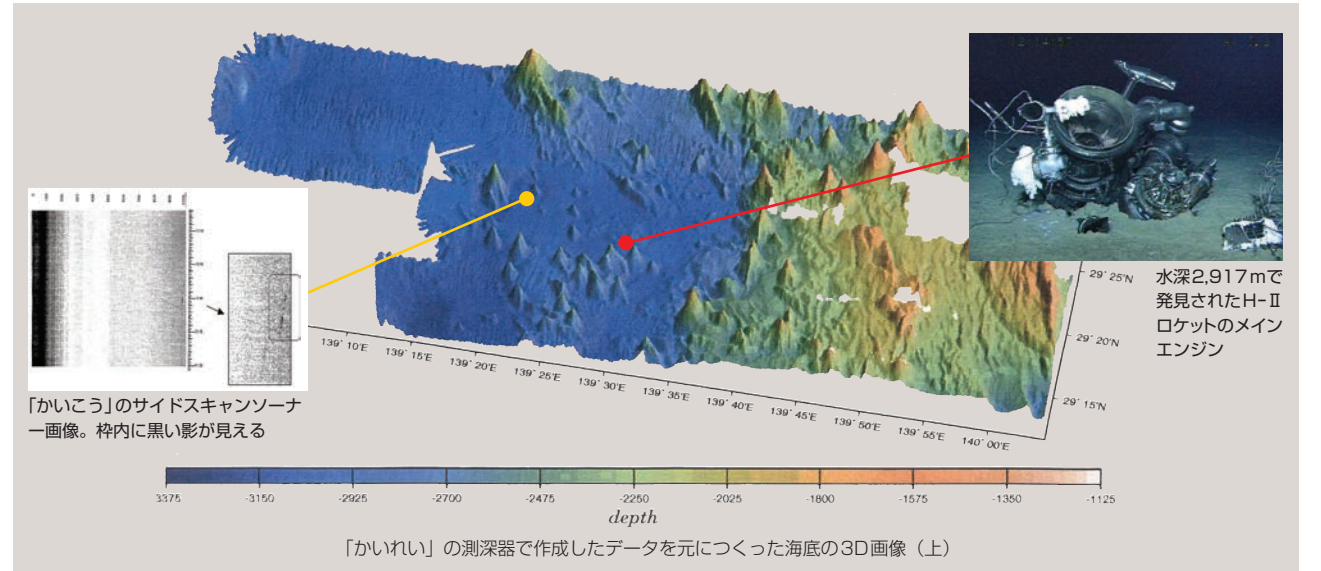 水深2,917mで
発見されたH-Ⅱ
ロケットのメイン
エンジン
「かいこう」のサイドスキャンソーナ
ー画像。枠内に黒い影が見える
29° 25'N
29° 20'N
29° 15'N
139° 10'E
139° 15'E
139° 20'E
139° 25'E
139° 30'E
139° 35'E
139° 40'E
139° 45'E
139° 50'E
139° 55'E
140° 00'E
3375 -3150 -2925 -2700 -2475 -2250 -2025 -1800 -1575 -1350 -1125
depth
「かいれい」の測深器で作成したデータを元につくった海底の3D画像（上）